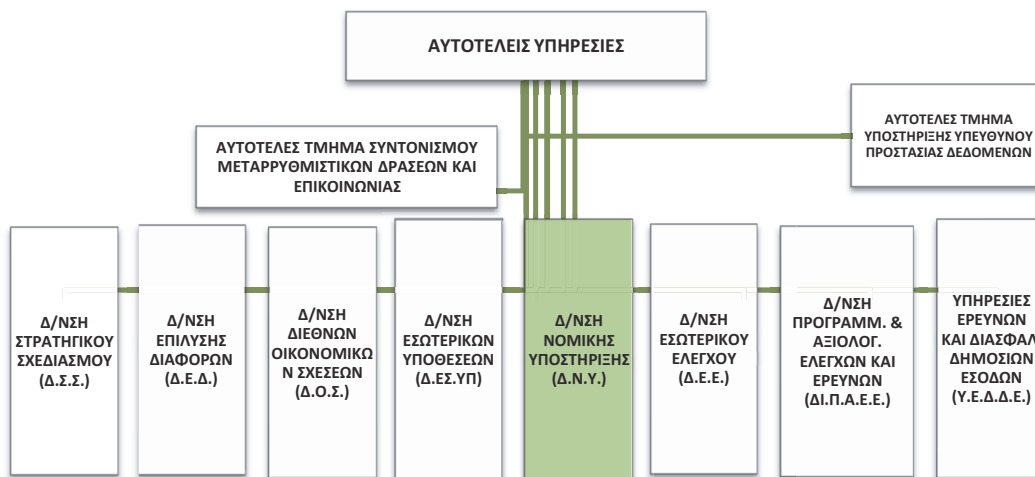 ΑΥΤΟΤΕΛΕΙΣ ΥΠΗΡΕΣΙΕΣ
ΑΥΤΟΤΕΛΕΣ ΤΜΗΜΑ ΣΥΝΤΟΝΙΣΜΟΥ
ΜΕΤΑΡΡΥΘΜΙΣΤΙΚΩΝ ΔΡΑΣΕΩΝ ΚΑΙ
ΕΠΙΚΟΙΝΩΝΙΑΣ
ΑΥΤΟΤΕΛΕΣ ΤΜΗΜΑ
ΥΠΟΣΤΗΡΙΞΗΣ ΥΠΕΥΘΥΝΟΥ
ΠΡΟΣΤΑΣΙΑΣ ΔΕΔΟΜΕΝΩΝ
Δ/ΝΣΗ
ΣΤΡΑΤΗΓΙΚΟΥ
ΣΧΕΔΙΑΣΜΟΥ
(Δ.Σ.Σ.)
Δ/ΝΣΗ
ΕΠΙΛΥΣΗΣ
ΔΙΑΦΟΡΩΝ
(Δ.Ε.Δ.)
Δ/ΝΣΗ
ΔΙΕΘΝΩΝ
ΟΙΚΟΝΟΜΙΚΩ
Ν ΣΧΕΣΕΩΝ
(Δ.Ο.Σ.)
Δ/ΝΣΗ
ΕΣΩΤΕΡΙΚΩΝ
ΥΠΟΘΕΣΕΩΝ
(Δ.ΕΣ.ΥΠ)
Δ/ΝΣΗ
ΝΟΜΙΚΗΣ
ΥΠΟΣΤΗΡΙΞΗΣ
(Δ.Ν.Υ.)
Δ/ΝΣΗ
ΕΣΩΤΕΡΙΚΟΥ
ΕΛΕΓΧΟΥ
(Δ.Ε.Ε.)
Δ/ΝΣΗ
ΠΡΟΓΡΑΜΜ. &
ΑΞΙΟΛΟΓ.
ΕΛΕΓΧΩΝ ΚΑΙ
ΕΡΕΥΝΩΝ
(ΔΙ.Π.Α.Ε.Ε.)
ΥΠΗΡΕΣΙΕΣ
ΕΡΕΥΝΩΝ
ΚΑΙ ΔΙΑΣΦΑΛ
ΔΗΜΟΣΙΩΝ
ΕΣΟΔΩΝ
(Υ.Ε.Δ.Δ.Ε.)